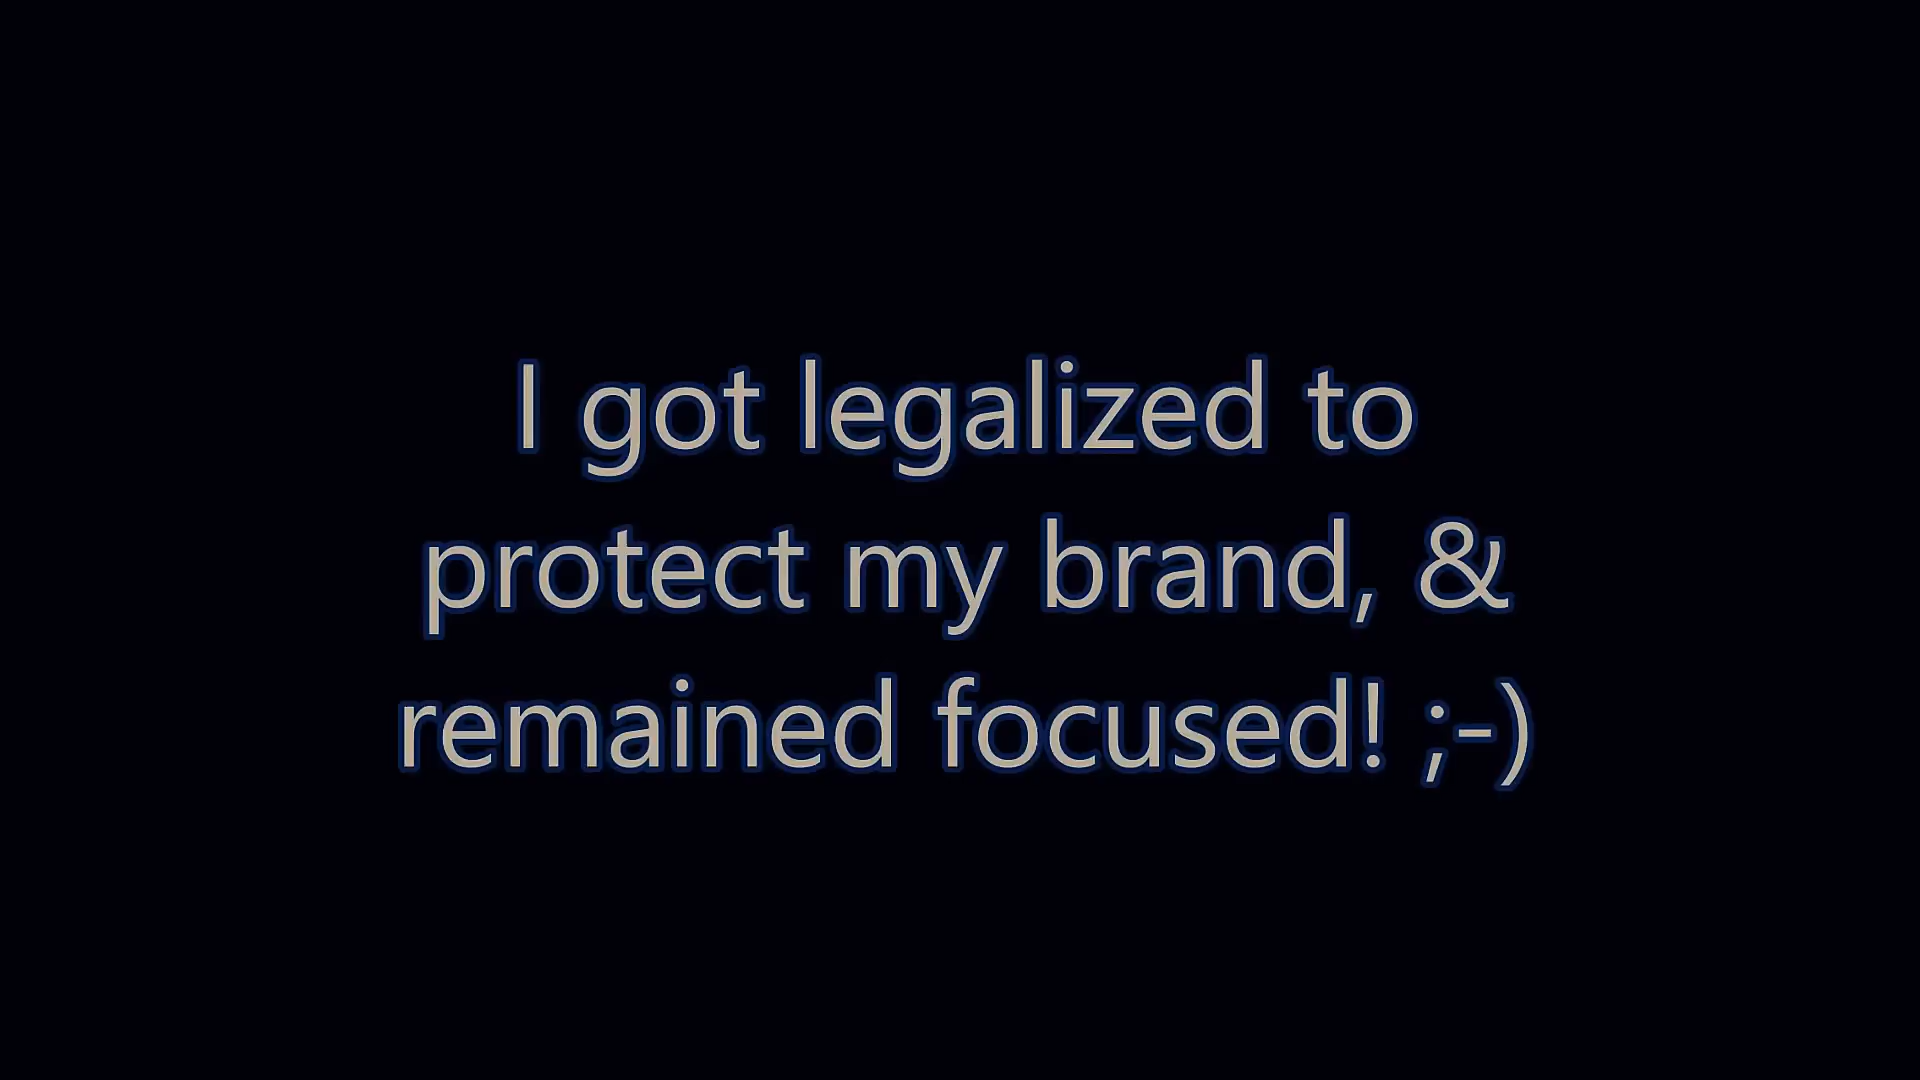 I got legalized to
protect my brand, &
remained focused! ;-)